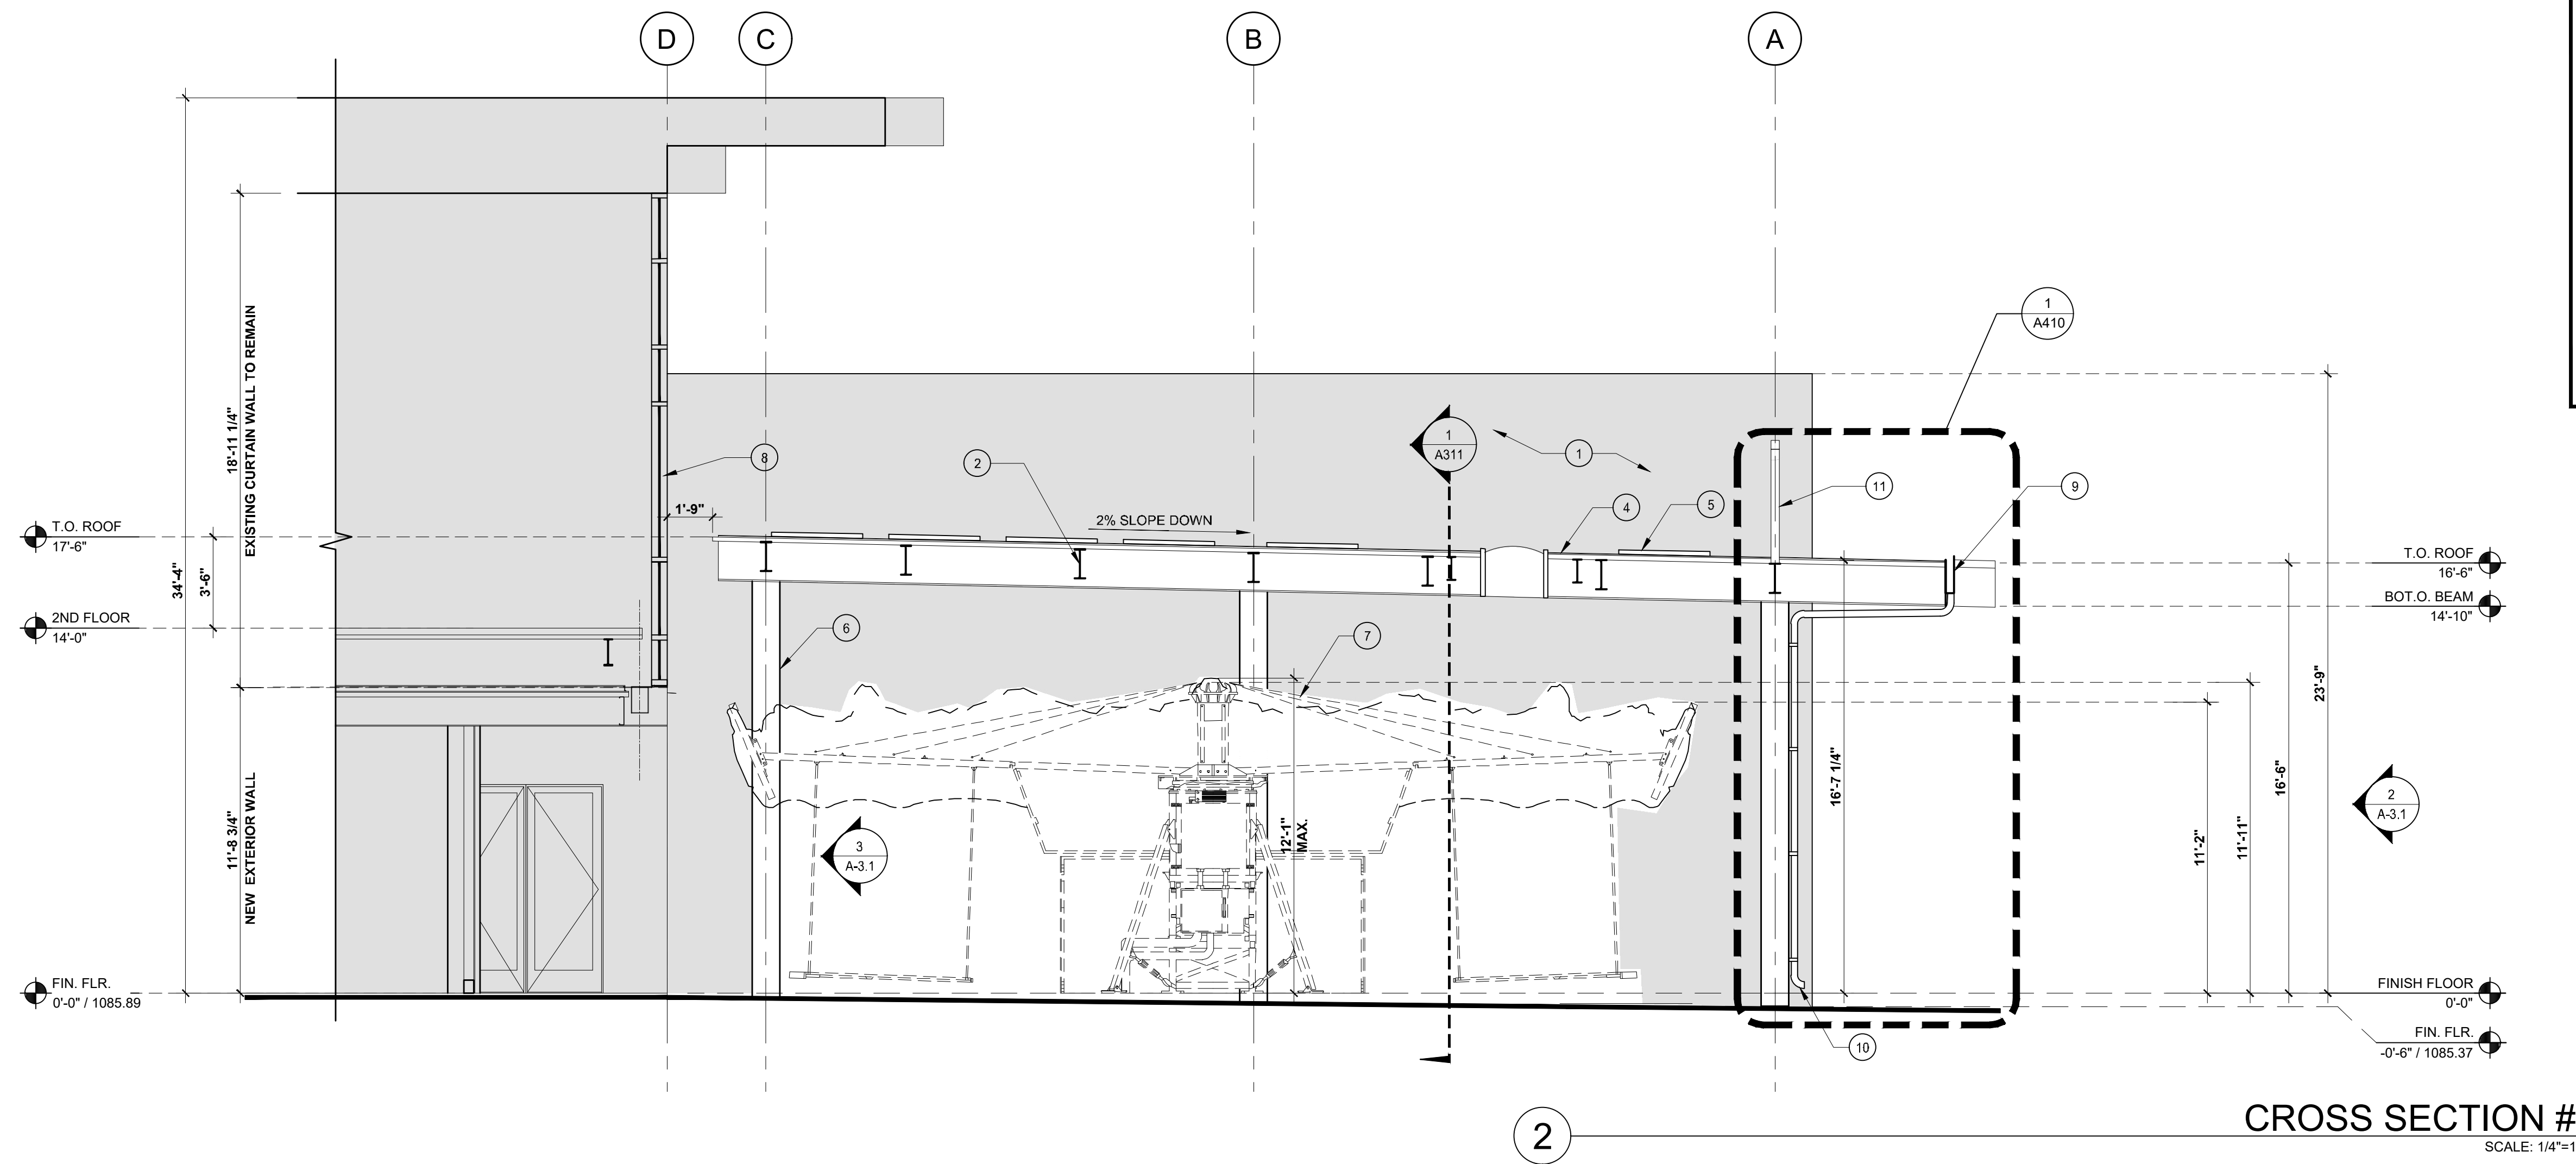 D
C
B
A
1
A410
34'-4"
18'-11 1/4"
EXISTING CURTAIN WALL TO REMAIN
3'-6"
11'-8 3/4"
NEW EXTERIOR WALL
T.O. ROOF
17'-6"
2ND FLOOR
14'-0"
FIN. FLR.
0'-0" / 1085.89
8
1'-9"
2
2% SLOPE DOWN
1
A311
1
4
5
11
9
6
7
3
A-3.1
12'-1"
MAX.
16'-7 1/4"
10
11'-2"
11'-11"
16'-6"
23'-9"
T.O. ROOF
16'-6"
BOT.O. BEAM
14'-10"
2
A-3.1
FINISH FLOOR
0'-0"
FIN. FLR.
-0'-6" / 1085.37
2
CROSS SECTION #
SCALE: 1/4"=1